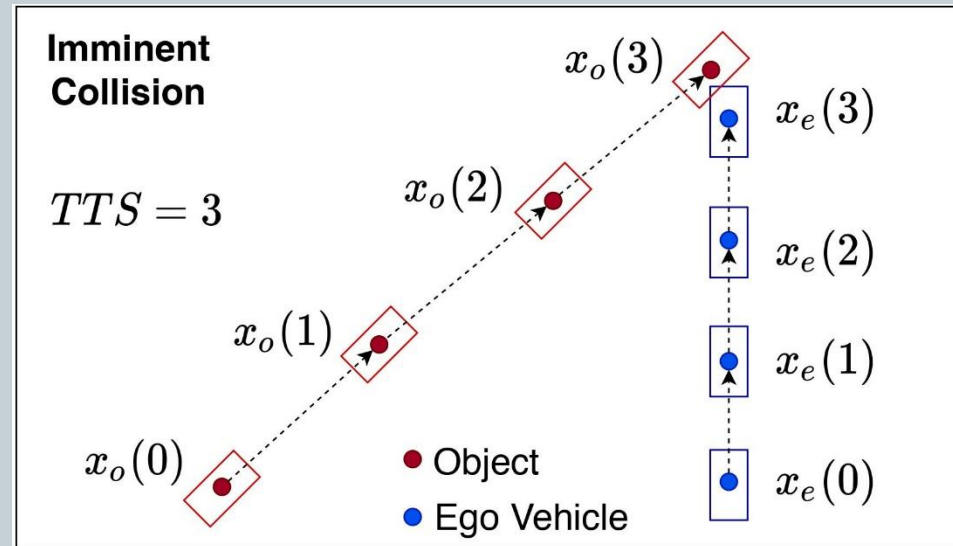 Imminent
Collision
TTS = 3
x_o(3)
x_e(3)
x_o(2)
x_e(2)
x_o(1)
x_e(1)
x_o(0)
x_e(0)
Object
Ego Vehicle